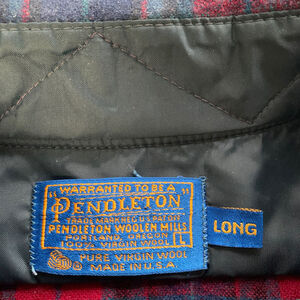 "WARRANTED TO BE A"
PENDLETON
TRADE MARK REG US PAT OFF
PENDLETON WOOLEN MILLS
PORTLAND, OREGON
100% VIRGIN WOOL L
PURE VIRGIN WOOL
MADE IN U.S.A.
LONG